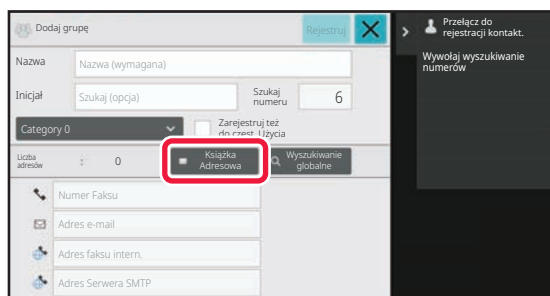 Dodaj grupę
Rejestruj
Przełącz do
rejestracji kontakt.
Nazwa
Nazwa (wymagana)
Wywołaj wyszukiwanie
numerów
Inicjał
Szukaj (opcja)
Szukaj
numeru
6
Category 0
Zarejestruj też
do częst. Użycia
Liczba
adresów
:
0
Książka
Adresowa
Wyszukiwanie
globalne
Numer Faksu
Adres e-mail
Adres faksu intern.
Adres Serwera SMTP